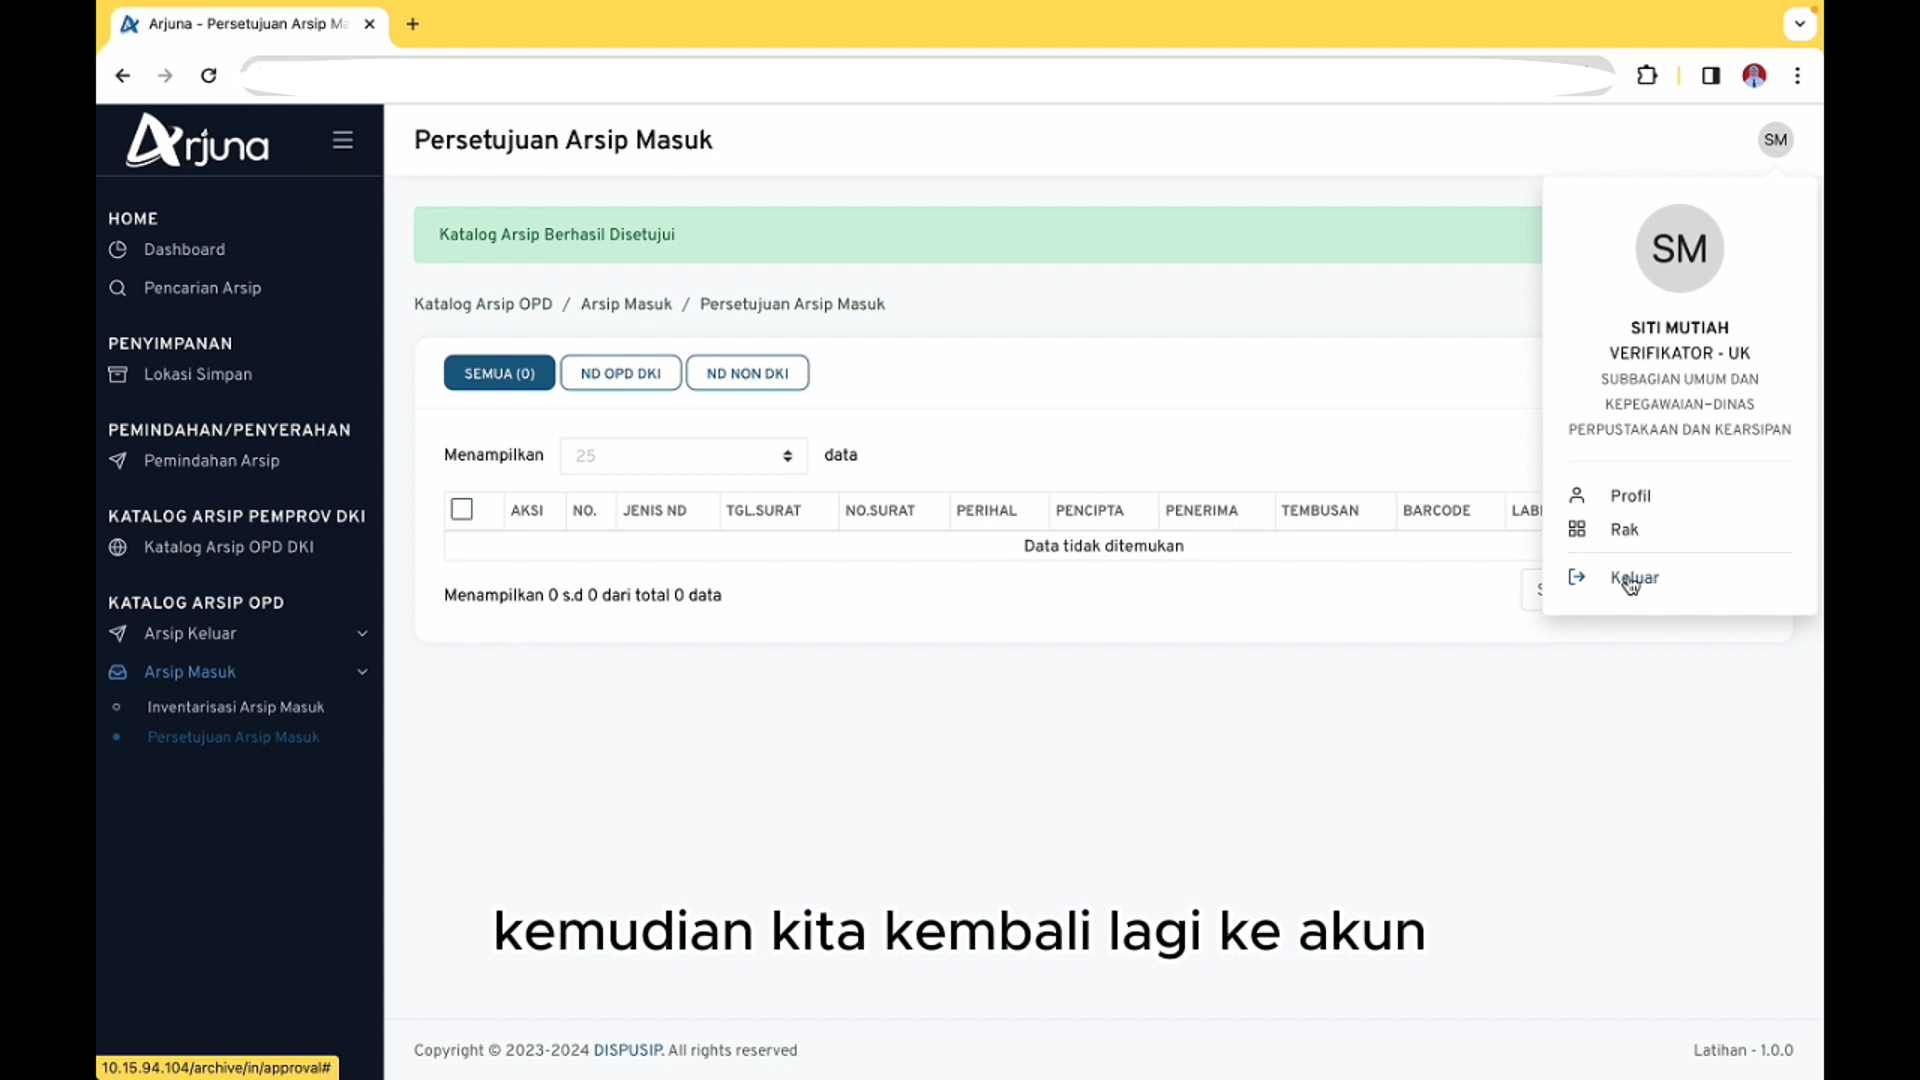 Arjuna - Persetujuan Arsip Ma
Arjuna
Persetujuan Arsip Masuk
SM
HOME
Dashboard
Pencarian Arsip
PENYIMPANAN
Lokasi Simpan
PEMINDAHAN/PENYERAHAN
Pemindahan Arsip
KATALOG ARSIP PEMPROV DKI
Katalog Arsip OPD DKI
KATALOG ARSIP OPD
Arsip Keluar
Arsip Masuk
Inventarisasi Arsip Masuk
Persetujuan Arsip Masuk
Katalog Arsip Berhasil Disetujui
Katalog Arsip OPD / Arsip Masuk / Persetujuan Arsip Masuk
SEMUA (0) ND OPD DKI ND NON DKI
Menampilkan 25 data
AKSI NO. JENIS ND TGL.SURAT NO.SURAT PERIHAL PENCIPTA PENERIMA TEMBUSAN BARCODE
Data tidak ditemukan
Menampilkan 0 s.d 0 dari total 0 data
SM
SITI MUTIAH
VERIFIKATOR - UK
SUBBAGIAN UMUM DAN
KEPEGAWAIAN–DINAS
PERPUSTAKAAN DAN KEARSIPAN
Profil
Rak
Keluar
kemudian kita kembali lagi ke akun
Copyright © 2023-2024 DISPUSIP. All rights reserved
Latihan - 1.0.0
10.15.94.104/archive/in/approval#